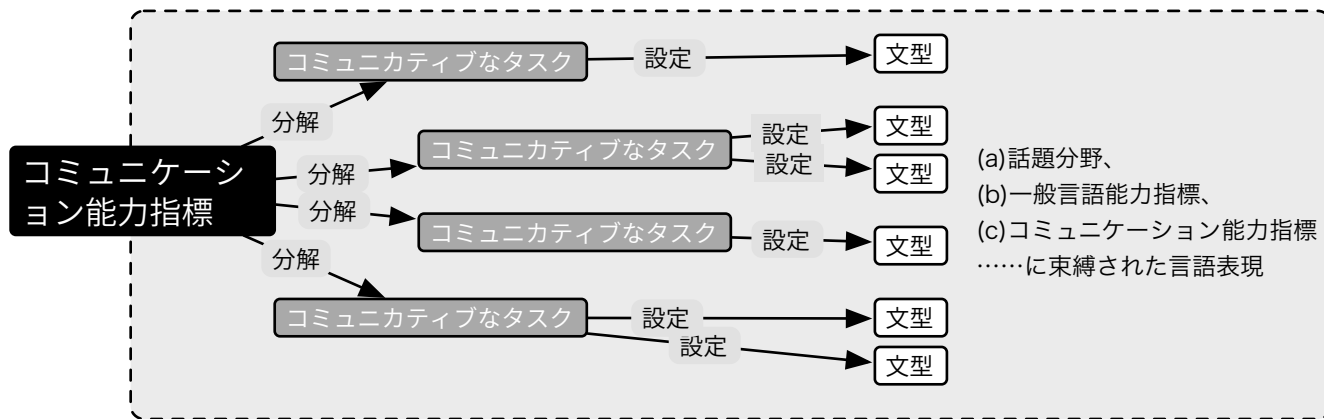 コミュニカティブなタスク
設定
文型
分解
文型
設定
コミュニカティブなタスク
設定
文型
コミュニケーシ
ョン能力指標
分解
分解
(a)話題分野、
(b)一般言語能力指標、
(c)コミュニケーション能力指標
……に束縛された言語表現
コミュニカティブなタスク
設定
文型
分解
コミュニカティブなタスク
設定
文型
設定
文型